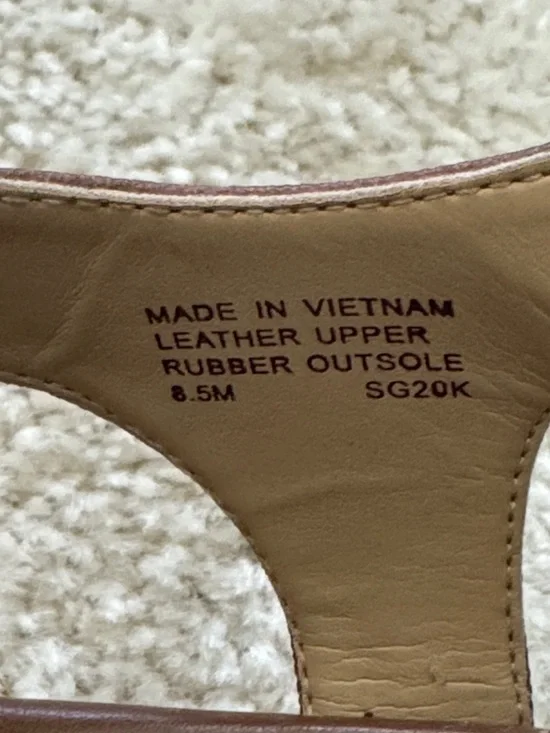 MADE IN VIETNAM
LEATHER UPPER
RUBBER OUTSOLE
8.5M SG20K